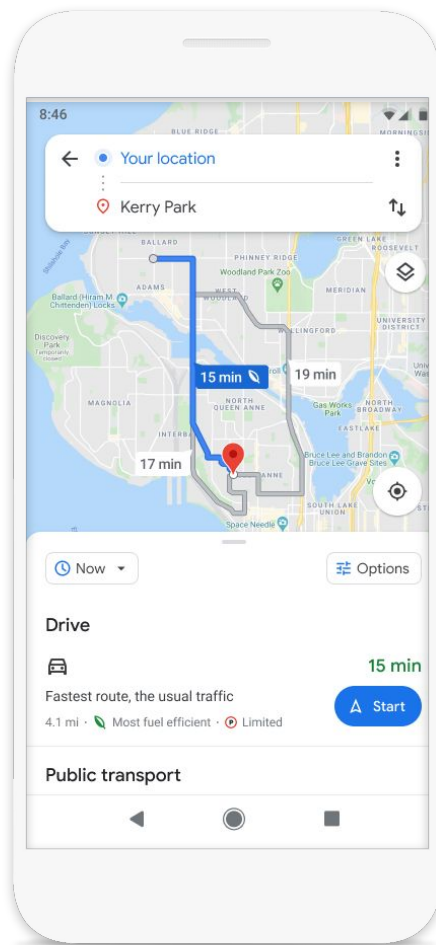 8:46
BLUE RIDGE
Your location
Kerry Park
BALLARD
GREEN LAKE
ROOSEVELT
PHINNEY RIDGE
Woodland Park Zoo
ADAMS
WEST
WOODLAND
MERIDIAN
Ballard (Hiram M.
Chittenden) Locks
UNIVERSITY
DISTRICT
WALLINGFORD
Discovery
Park
Temporarily
closed
15 min
19 min
MAGNOLIA
NORTH
QUEEN ANNE
Gas Works
Park
NORTH
BROADWAY
EASTLAKE
INTERBA
17 min
ANNE
Bruce Lee and Brandon
Bruce Lee Grave Sites
SOUTH LAKE
UNION
Space Needle
Now
Options
Drive
15 min
Fastest route, the usual traffic
Start
4.1 mi · Most fuel efficient · Limited
Public transport